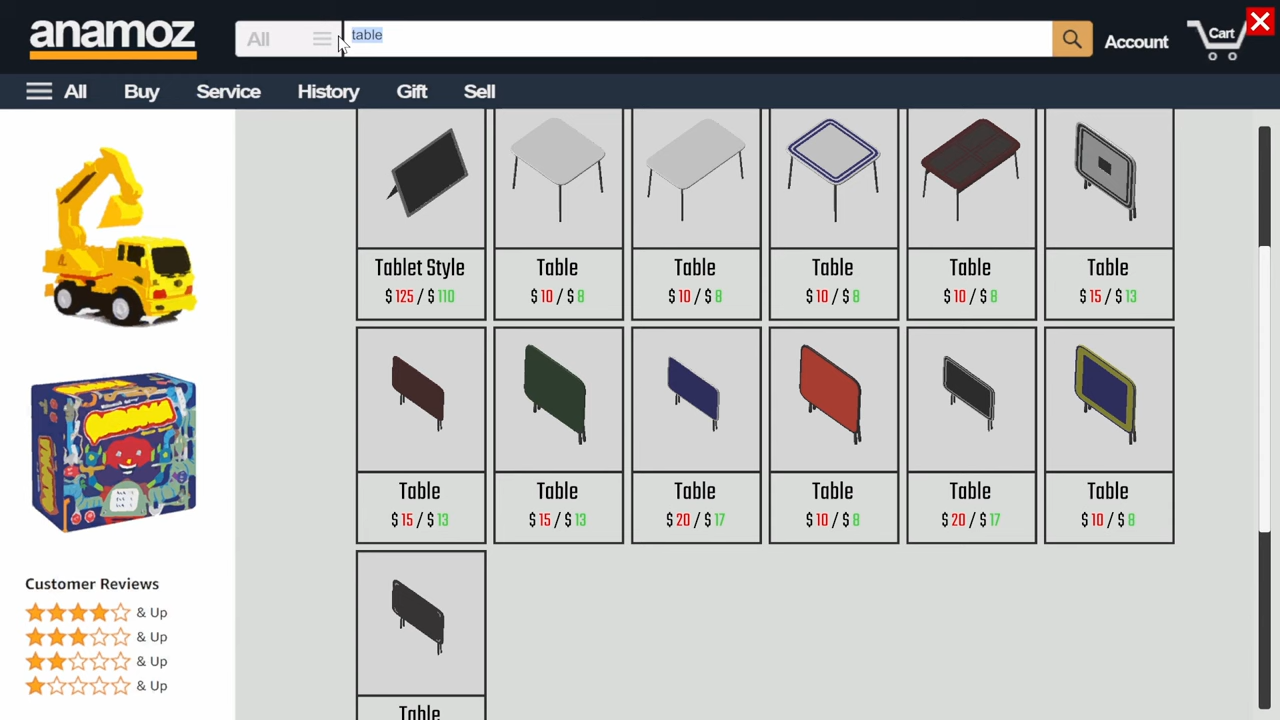 anamoz
All
table
Account
Cart
All
Buy
Service
History
Gift
Sell
Tablet Style
$ 125 / $ 110
Table
$ 10 / $ 8
Table
$ 10 / $ 8
Table
$ 10 / $ 8
Table
$ 10 / $ 8
Table
$ 15 / $ 13
Table
$ 15 / $ 13
Table
$ 15 / $ 13
Table
$ 20 / $ 17
Table
$ 10 / $ 8
Table
$ 20 / $ 17
Table
$ 10 / $ 8
Table
Customer Reviews
& Up
& Up
& Up
& Up